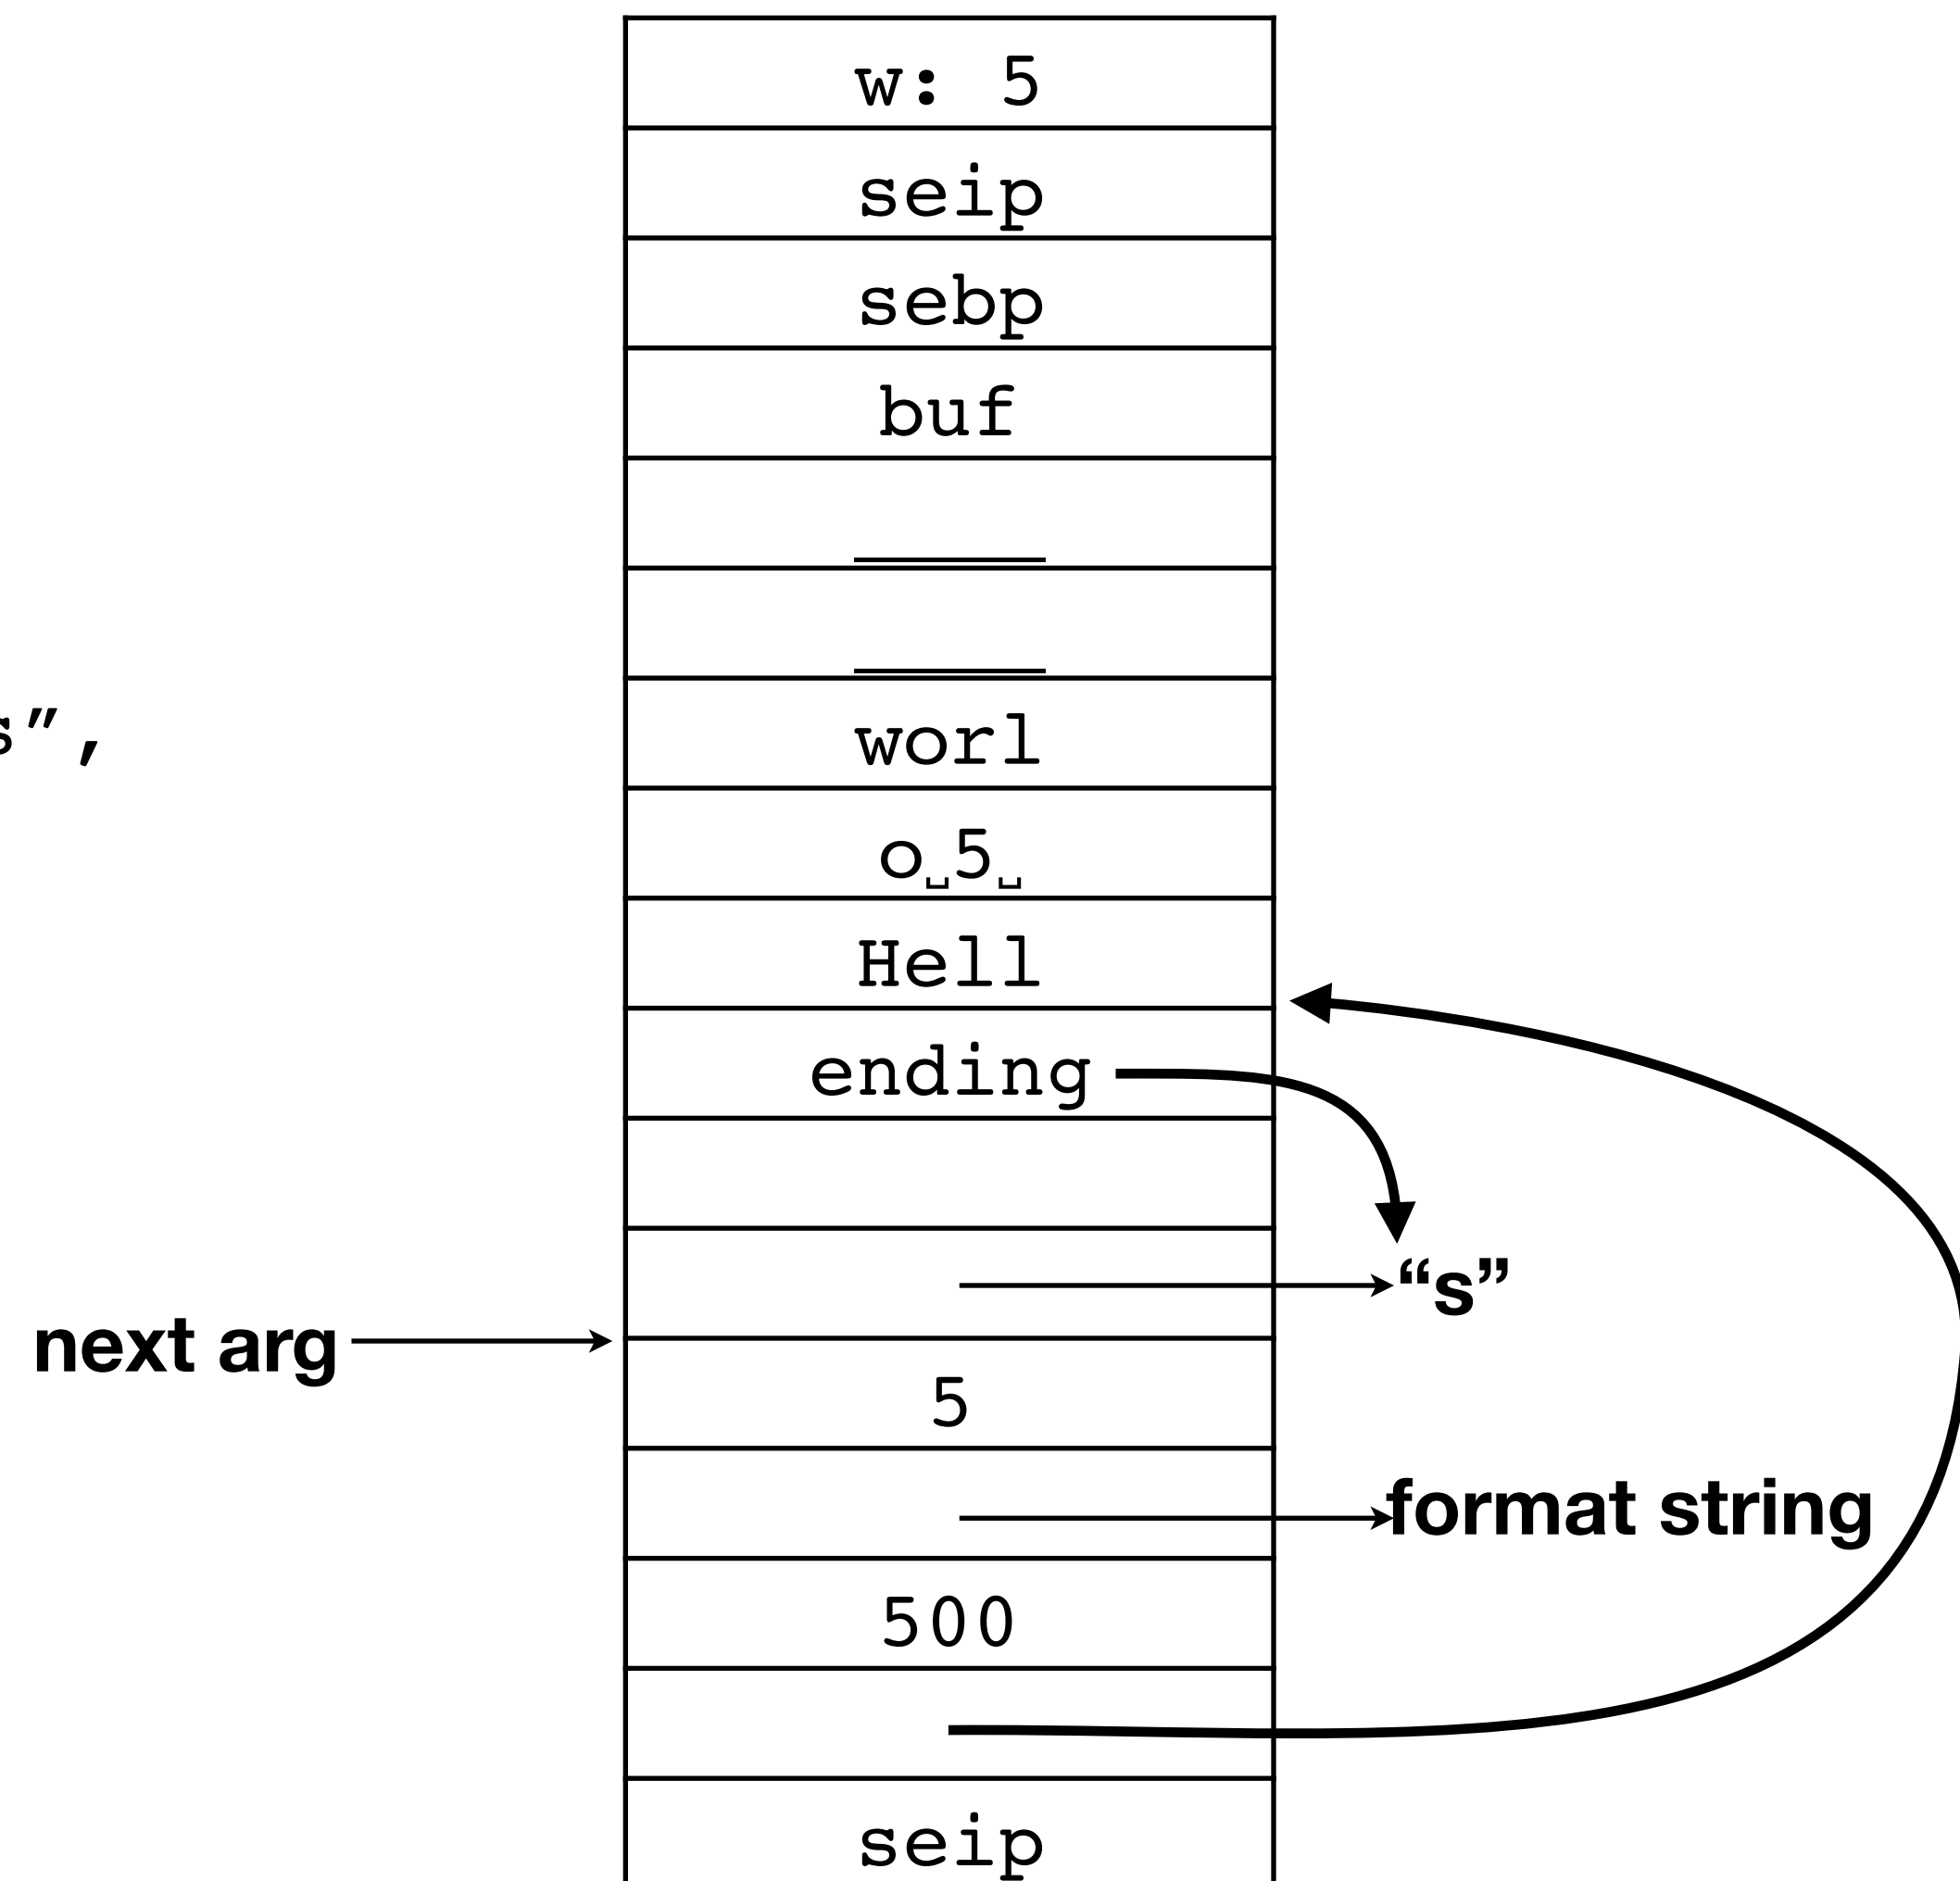 w: 5
seip
sebp
buf
s”,
worl
o␣5␣
Hell
ending
“s”
next arg
5
format string
500
seip